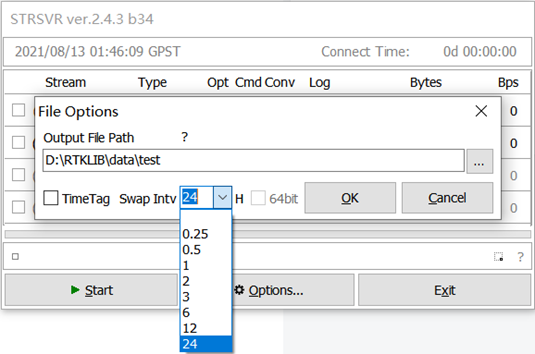 STRSVR ver.2.4.3 b34
2021/08/13 01:46:09 GPST Connect Time: 0d 00:00:00
Stream Type Opt Cmd Conv Log Bytes Bps
File Options
Output File Path ?
D:\RTKLIB\data\test ...
TimeTag Swap Intv 24 H 64bit OK Cancel
0.25
0.5
1
2
3
6
12
24
0
0
0
0
?
Start Options... Exit